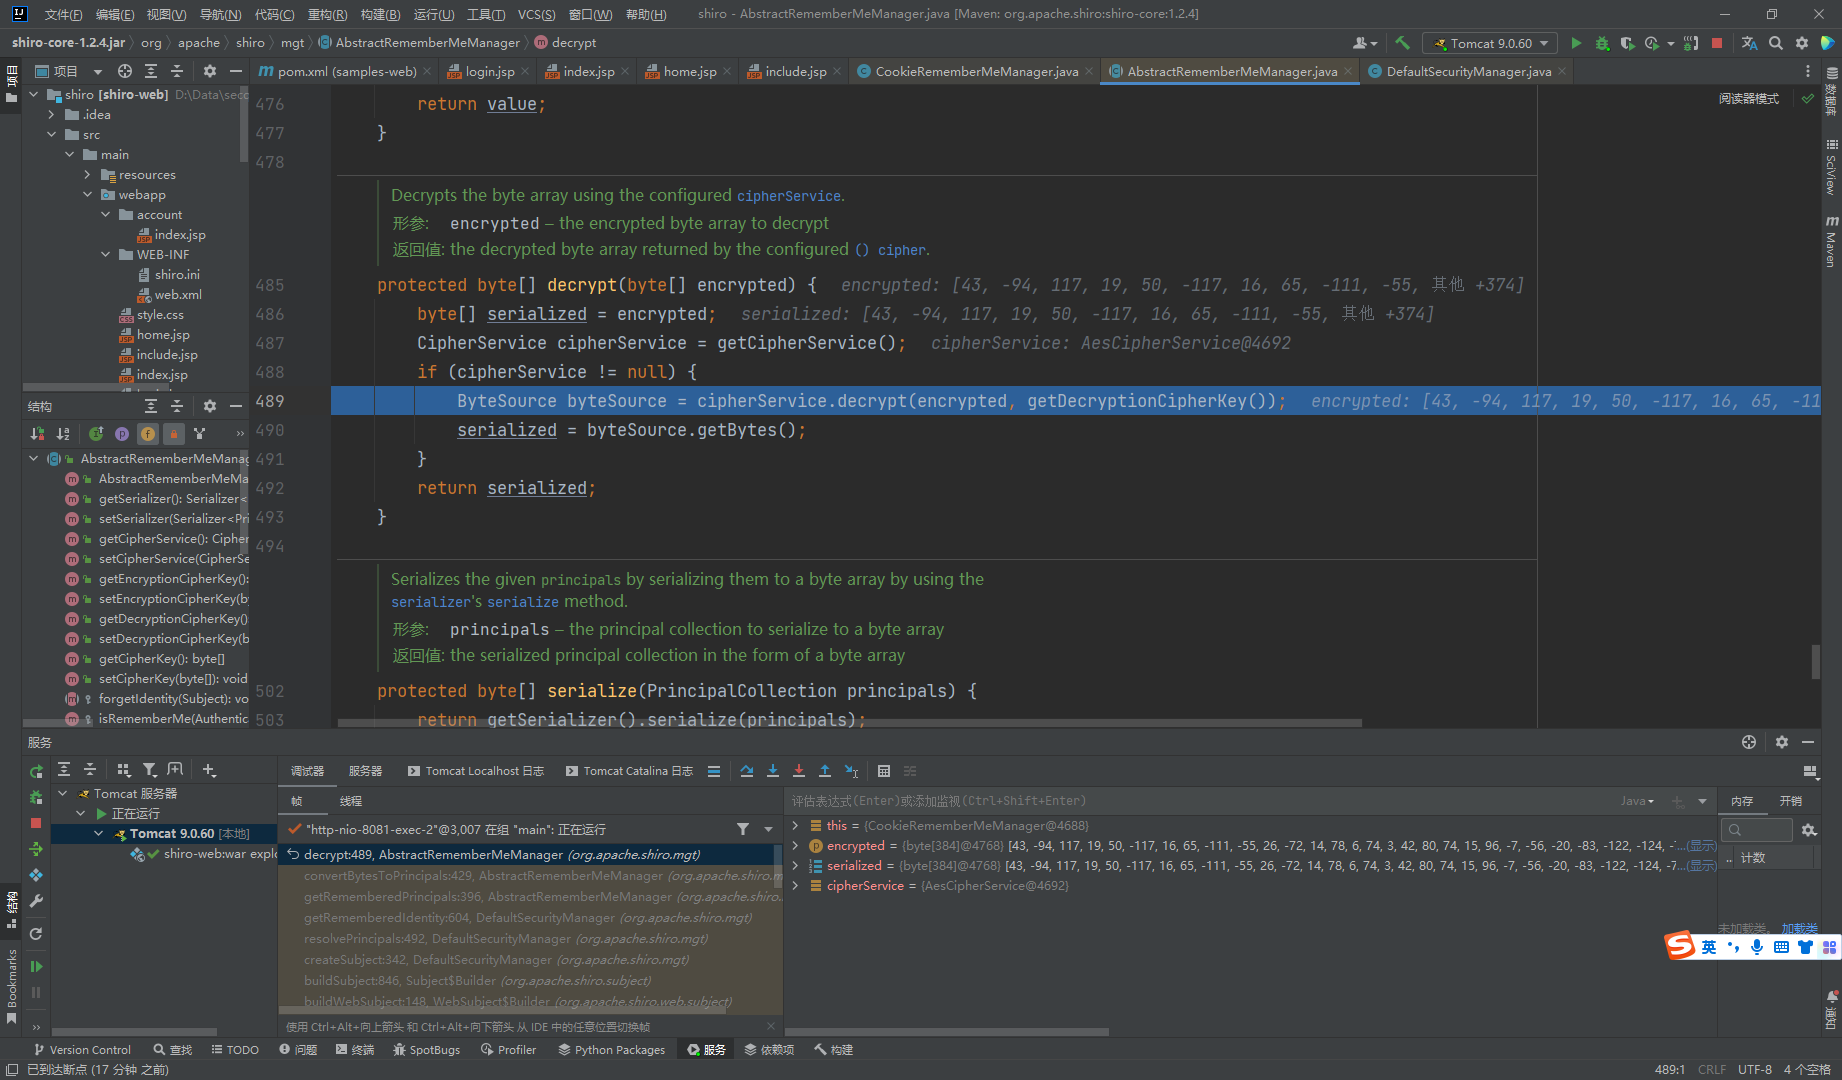 文件(F) 编辑(E) 视图(V) 导航(N) 代码(C) 重构(R) 构建(B) 运行(U) 工具(T) VCS(S) 窗口(W) 帮助(H) shiro - AbstractRememberMeManager.java [Maven: org.apache.shiro:shiro-core:1.2.4]
shiro-core-1.2.4.jar org apache shiro mgt AbstractRememberMeManager decrypt Tomcat 9.0.60
项目 pom.xml (samples-web) login.jsp index.jsp home.jsp include.jsp CookieRememberMeManager.java AbstractRememberMeManager.java DefaultSecurityManager.java
项目
shiro [shiro-web] D:\Data\sec
.idea
src
main
resources
webapp
account
index.jsp
WEB-INF
shiro.ini
web.xml
style.css
home.jsp
include.jsp
index.jsp
阅读器模式
数据库
SciView
Maven
476 return value;
477 }
478
Decrypts the byte array using the configured cipherService.
形参: encrypted – the encrypted byte array to decrypt
返回值: the decrypted byte array returned by the configured () cipher.
485 protected byte[] decrypt(byte[] encrypted) { encrypted: [43, -94, 117, 19, 50, -117, 16, 65, -111, -55, 其他 +374]
486 byte[] serialized = encrypted; serialized: [43, -94, 117, 19, 50, -117, 16, 65, -111, -55, 其他 +374]
487 CipherService cipherService = getCipherService(); cipherService: AesCipherService@4692
488 if (cipherService != null) {
489 ByteSource byteSource = cipherService.decrypt(encrypted, getDecryptionCipherKey()); encrypted: [43, -94, 117, 19, 50, -117, 16, 65, -11
490 serialized = byteSource.getBytes();
491 }
492 return serialized;
493 }
494
Serializes the given principals by serializing them to a byte array by using the
serializer's serialize method.
形参: principals – the principal collection to serialize to a byte array
返回值: the serialized principal collection in the form of a byte array
502 protected byte[] serialize(PrincipalCollection principals) {
503 return getSerializer().serialize(principals);
结构
AbstractRememberMeManag
AbstractRememberMeMa
getSerializer(): Serializer<
setSerializer(Serializer<Pri
getCipherService(): Cipher
setCipherService(CipherSe
getEncryptionCipherKey():
setEncryptionCipherKey(by
getDecryptionCipherKey()
setDecryptionCipherKey(b
getCipherKey(): byte[]
setCipherKey(byte[]): void
forgetIdentity(Subject): vo
isRememberMe(Authentica
服务
调试器 服务器 Tomcat Localhost 日志 Tomcat Catalina 日志
Tomcat 服务器
正在运行
Tomcat 9.0.60 [本地]
shiro-web:war explo
帧 线程
"http-nio-8081-exec-2"@3,007 在组 "main": 正在运行
decrypt:489, AbstractRememberMeManager (org.apache.shiro.mgt)
convertBytesToPrincipals:429, AbstractRememberMeManager (org.apache.shiro.m
getRememberedPrincipals:396, AbstractRememberMeManager (org.apache.shiro.
getRememberedIdentity:604, DefaultSecurityManager (org.apache.shiro.mgt)
resolvePrincipals:492, DefaultSecurityManager (org.apache.shiro.mgt)
createSubject:342, DefaultSecurityManager (org.apache.shiro.mgt)
buildSubject:846, Subject$Builder (org.apache.shiro.subject)
buildWebSubject:148, WebSubject$Builder (org.apache.shiro.web.subject)
使用 Ctrl+Alt+向上箭头 和 Ctrl+Alt+向下箭头 从 IDE 中的任意位置切换帧
评估表达式(Enter)或添加监视(Ctrl+Shift+Enter) Java
this = {CookieRememberMeManager@4688}
encrypted = {byte[384]@4768} [43, -94, 117, 19, 50, -117, 16, 65, -111, -55, 26, -72, 14, 78, 6, 74, 3, 42, 80, 74, 15, 96, -7, -56, -20, -83, -122, -124, -7...(显示)
serialized = {byte[384]@4768} [43, -94, 117, 19, 50, -117, 16, 65, -111, -55, 26, -72, 14, 78, 6, 74, 3, 42, 80, 74, 15, 96, -7, -56, -20, -83, -122, -124, -7...(显示)
cipherService = {AesCipherService@4692}
内存 开销
.. 计数
未加载类。 加载类
英
结构
Bookmarks
通知
Version Control 查找 TODO 问题 终端 SpotBugs Profiler Python Packages 服务 依赖项 构建
已到达断点 (17 分钟 之前) 489:1 CRLF UTF-8 4 个空格